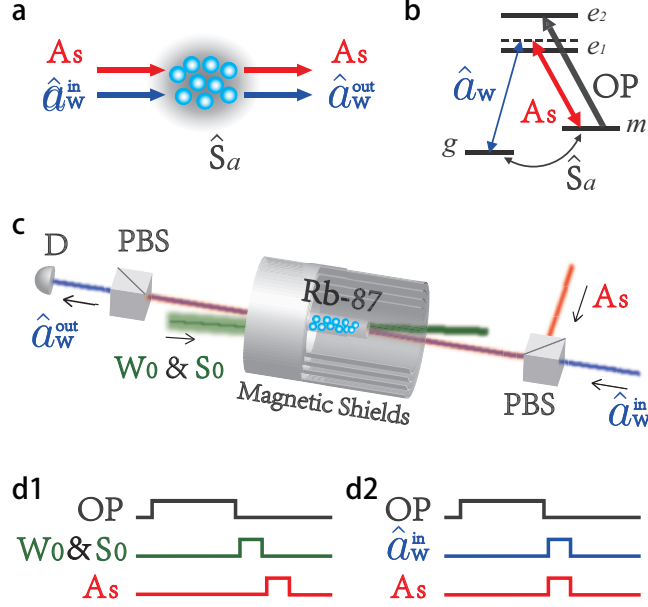 a
As
As
â_W^in
â_W^out
Ŝ_a
b
e₂
e₁
â_W
OP
As
m
g
Ŝ_a
c
D
PBS
Rb-87
As
â_W^out
W0 & S0
Magnetic Shields
PBS
â_W^in
d1
OP
W0&S0
As
d2
OP
â_W^in
As